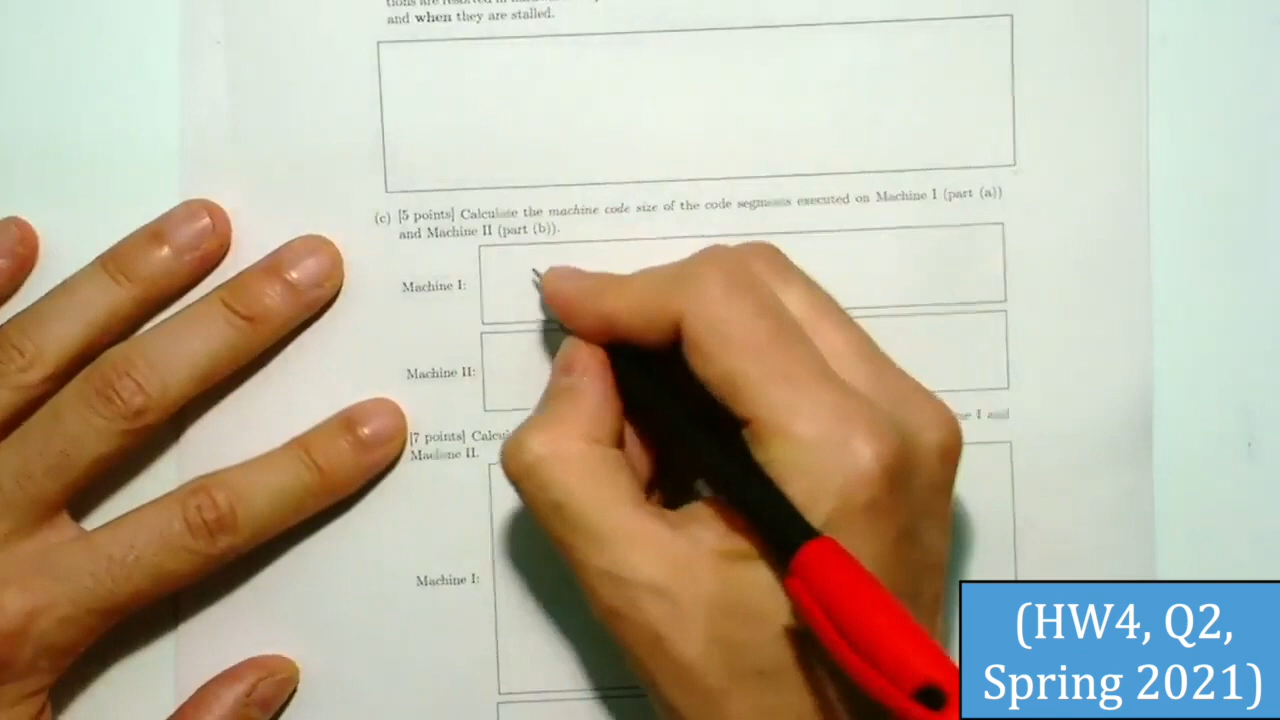 and when they are stalled.
(c) [5 points] Calculate the machine code size of the code segments executed on Machine I (part (a))
and Machine II (part (b)).
Machine I:
Machine II:
[7 points] Calcu
I and
Machine II.
Machine I:
(HW4, Q2,
Spring 2021)